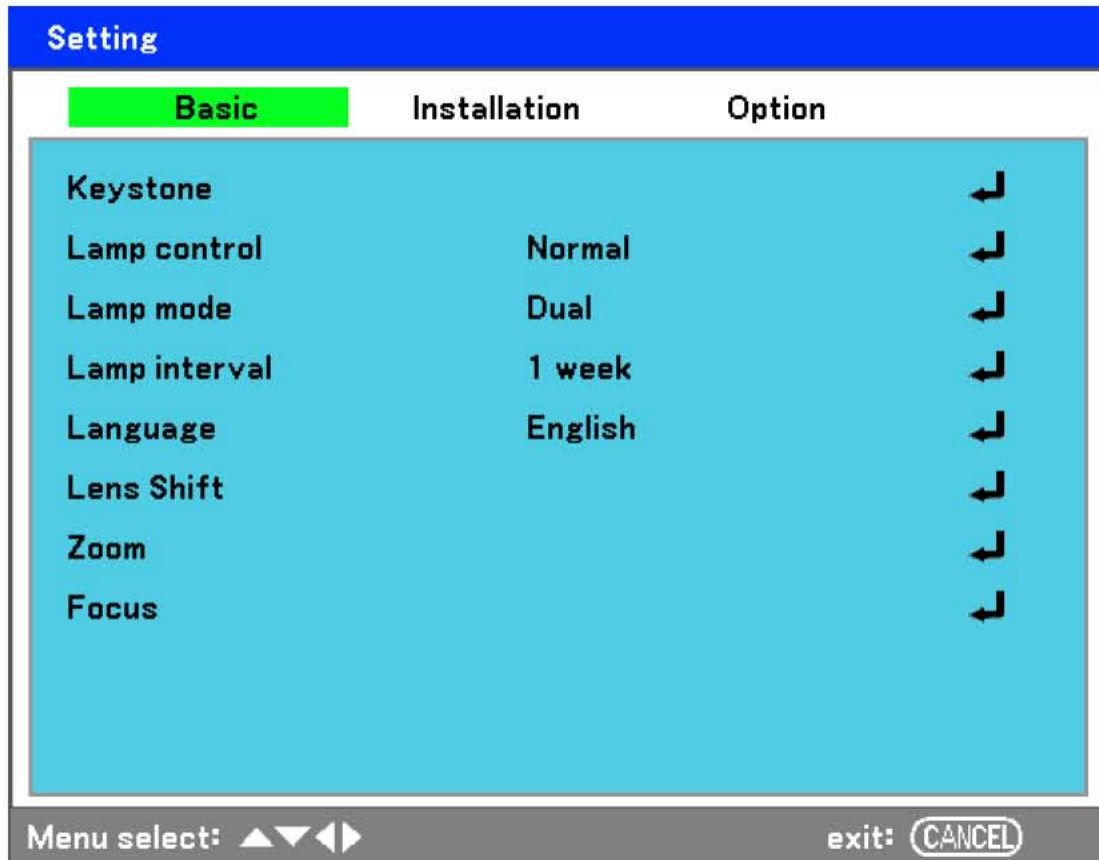 Setting
Basic Installation Option
Keystone
Lamp control Normal
Lamp mode Dual
Lamp interval 1 week
Language English
Lens Shift
Zoom
Focus
Menu select: ▲▼◀▶ exit: CANCEL